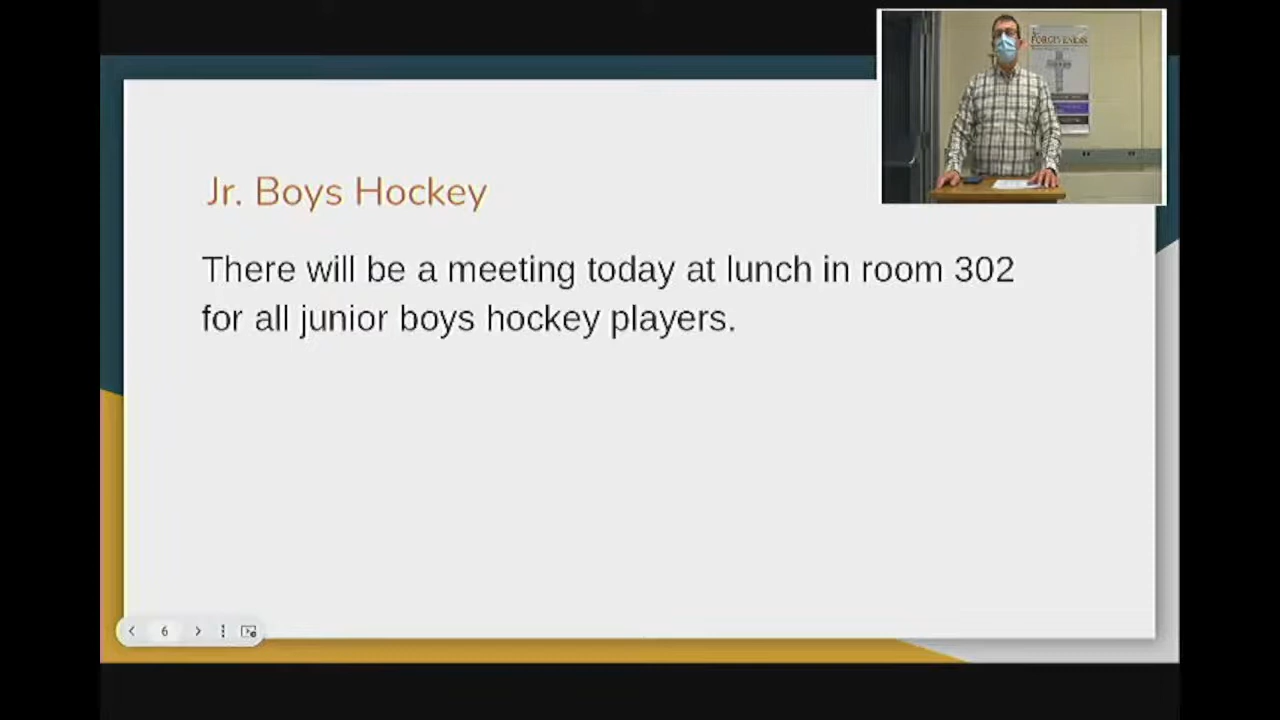 FORGIVENESS
Jr. Boys Hockey
There will be a meeting today at lunch in room 302
for all junior boys hockey players.
6